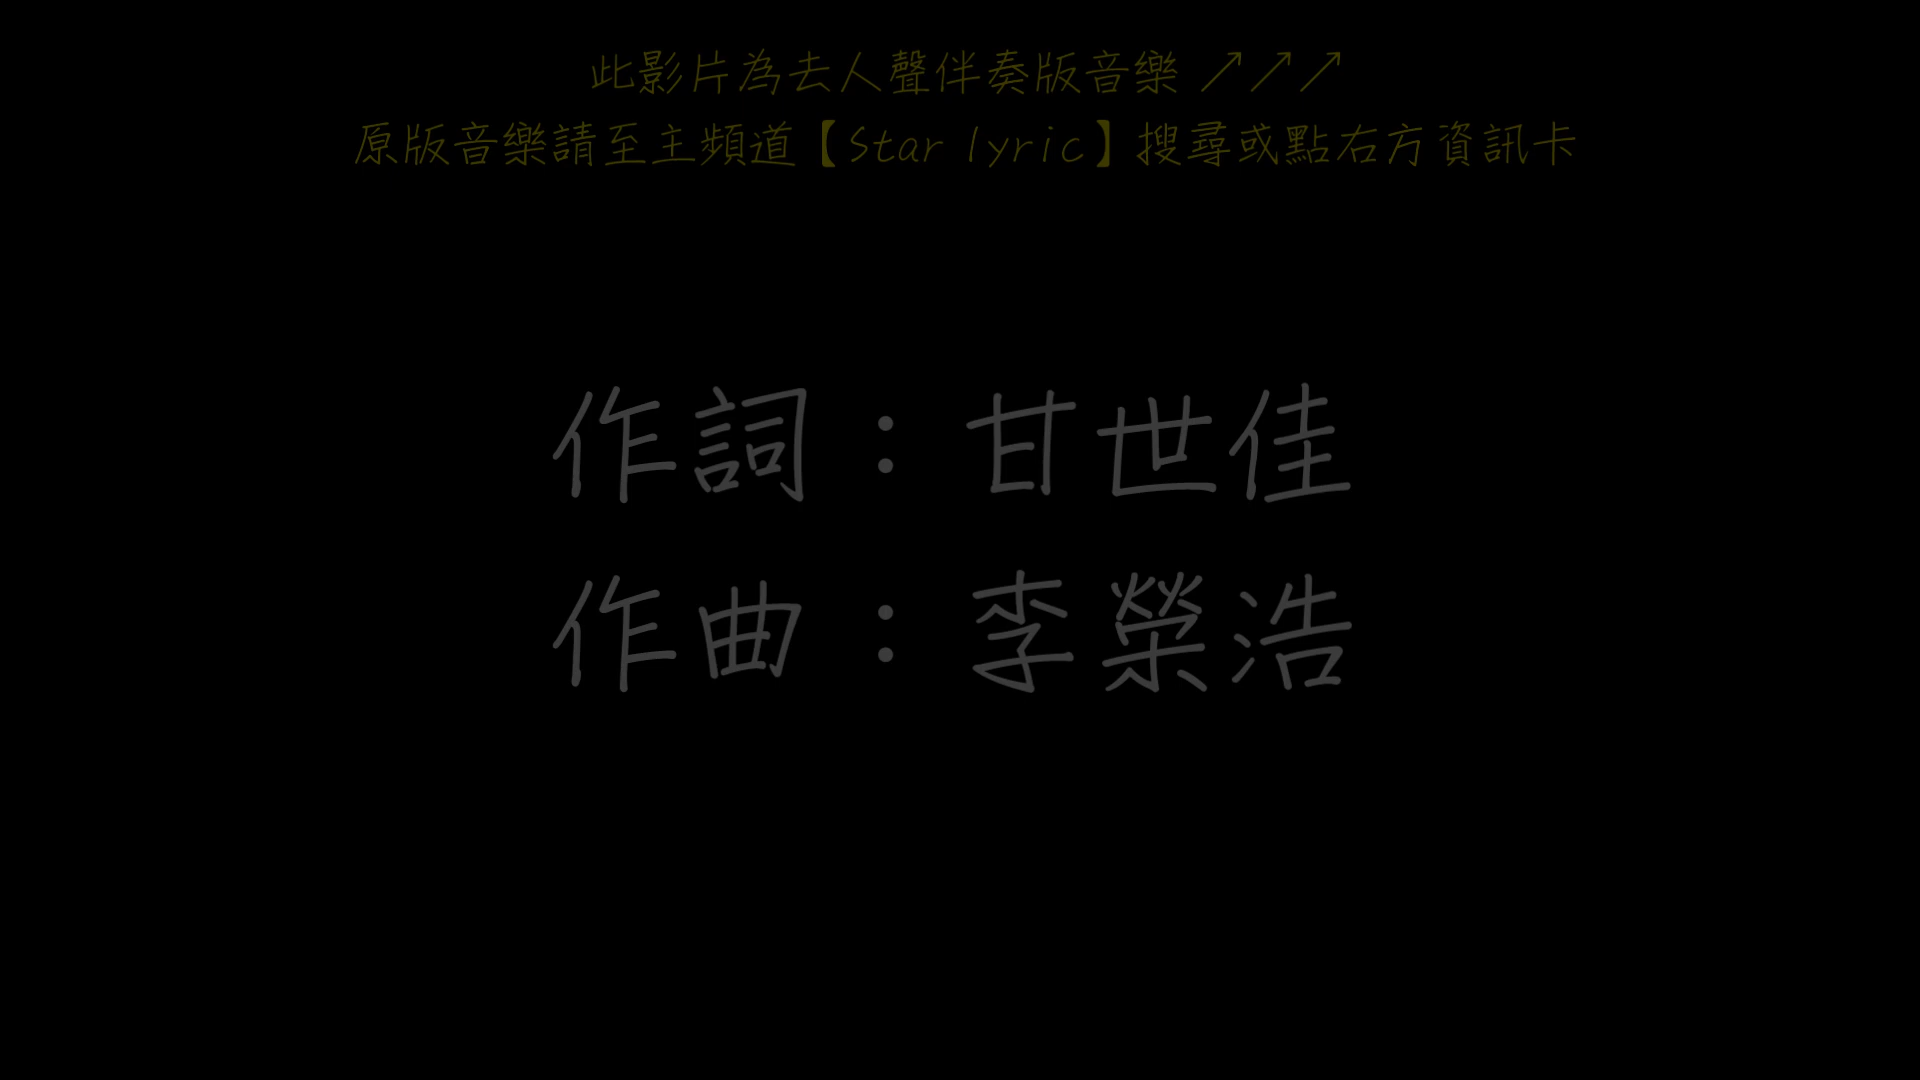 此影片為去人聲伴奏版音樂 ↗↗↗
原版音樂請至主頻道【Star lyric】搜尋或點右方資訊卡
作詞：甘世佳
作曲：李榮浩